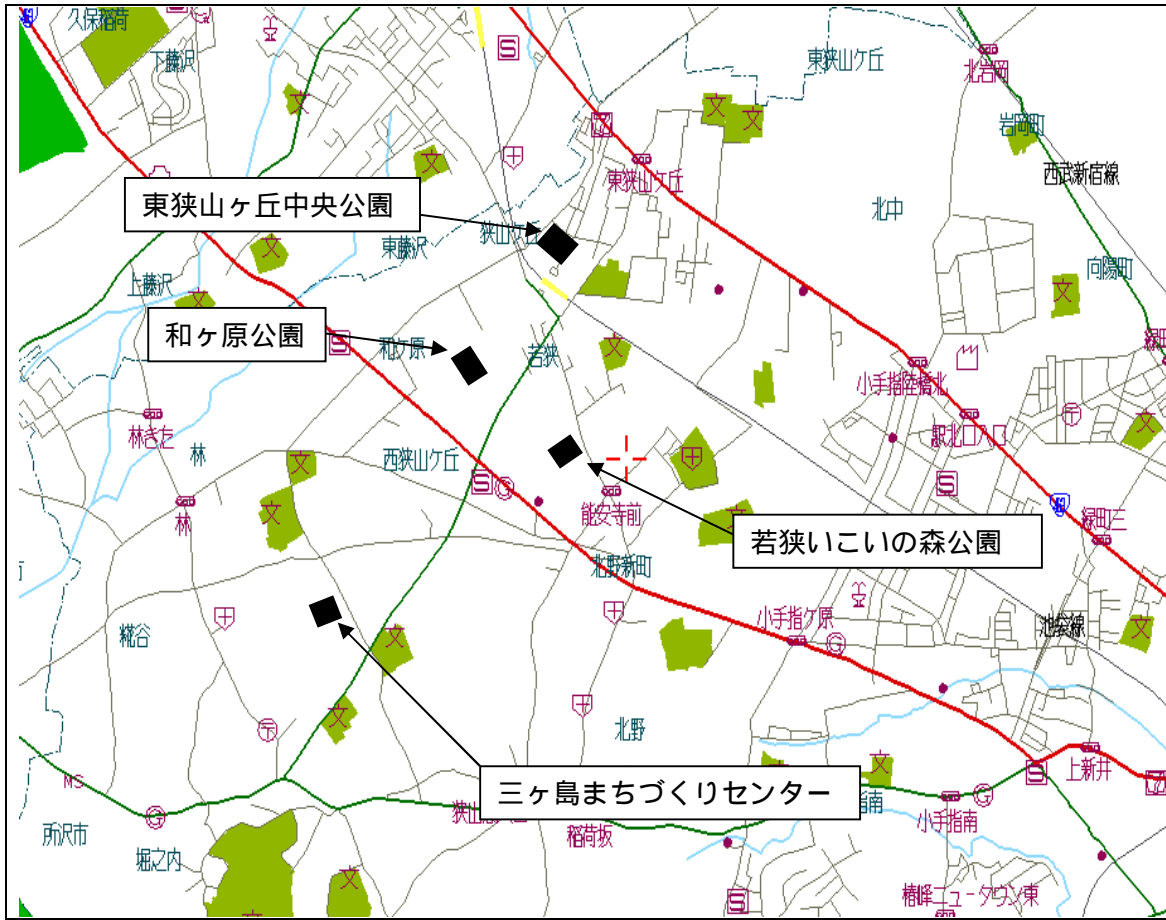 久保稲荷
下藤沢
東狭山ケ丘
北岩岡
岩岡町
西武新宿線
東狭山ケ丘
東狭山ヶ丘中央公園
狭山ケ丘
東藤沢
北中
向陽町
上藤沢
和ヶ原公園
和ケ原
若狭
小手指陸橋北
駅北口入口
林きた
林
西狭山ケ丘
林
能安寺前
若狭いこいの森公園
緑町三
北野新町
小手指ケ原
池袋線
糀谷
北野
上新井
MS
三ヶ島まちづくりセンター
所沢市
稲荷坂
小手指南
堀之内
椿峰ニュータウン東